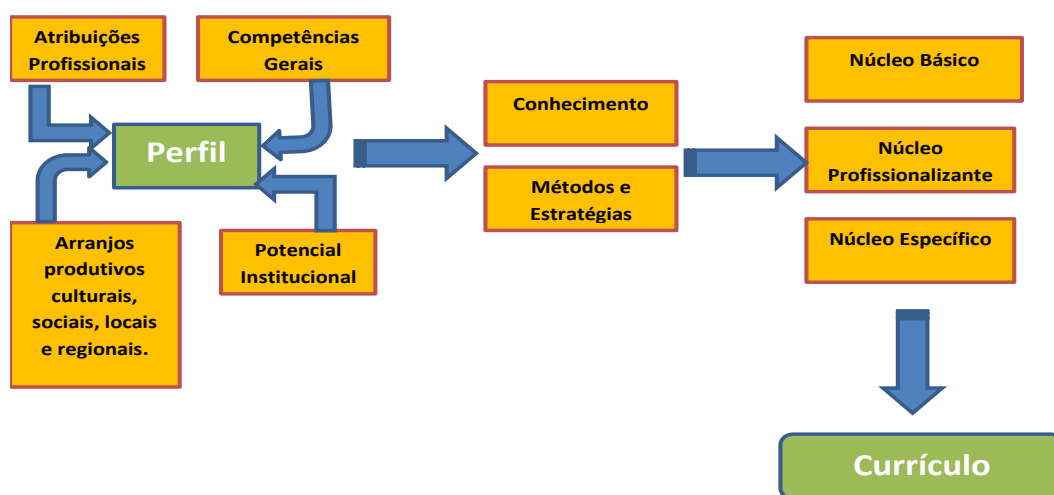 Atribuições
Profissionais
Competências
Gerais
Perfil
Arranjos
produtivos
culturais,
sociais, locais
e regionais.
Potencial
Institucional
Conhecimento
Métodos e
Estratégias
Núcleo Básico
Núcleo
Profissionalizante
Núcleo Específico
Currículo